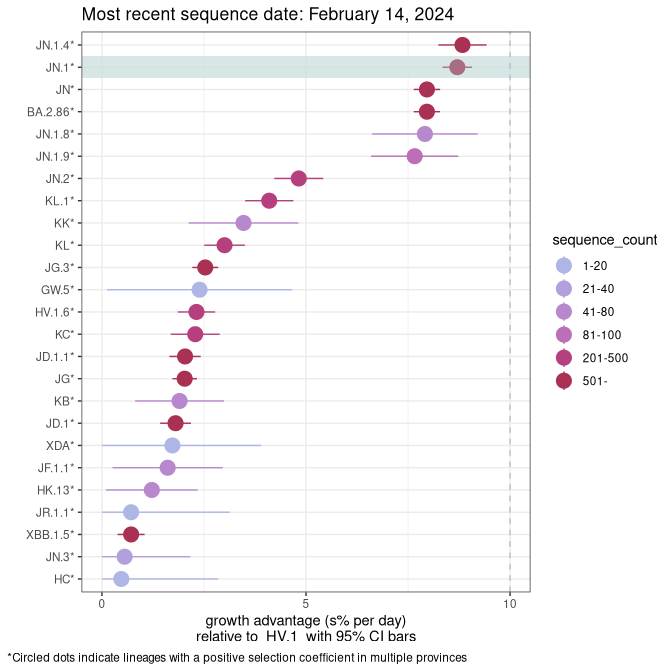 Most recent sequence date: February 14, 2024
JN.1.4*
JN.1*
JN*
BA.2.86*
JN.1.8*
JN.1.9*
JN.2*
KL.1*
KK*
KL*
JG.3*
GW.5*
HV.1.6*
KC*
JD.1.1*
JG*
KB*
JD.1*
XDA*
JF.1.1*
HK.13*
JR.1.1*
XBB.1.5*
JN.3*
HC*
0 5 10
growth advantage (s% per day)
relative to HV.1 with 95% CI bars
sequence_count
1-20
21-40
41-80
81-100
201-500
501-
*Circled dots indicate lineages with a positive selection coefficient in multiple provinces